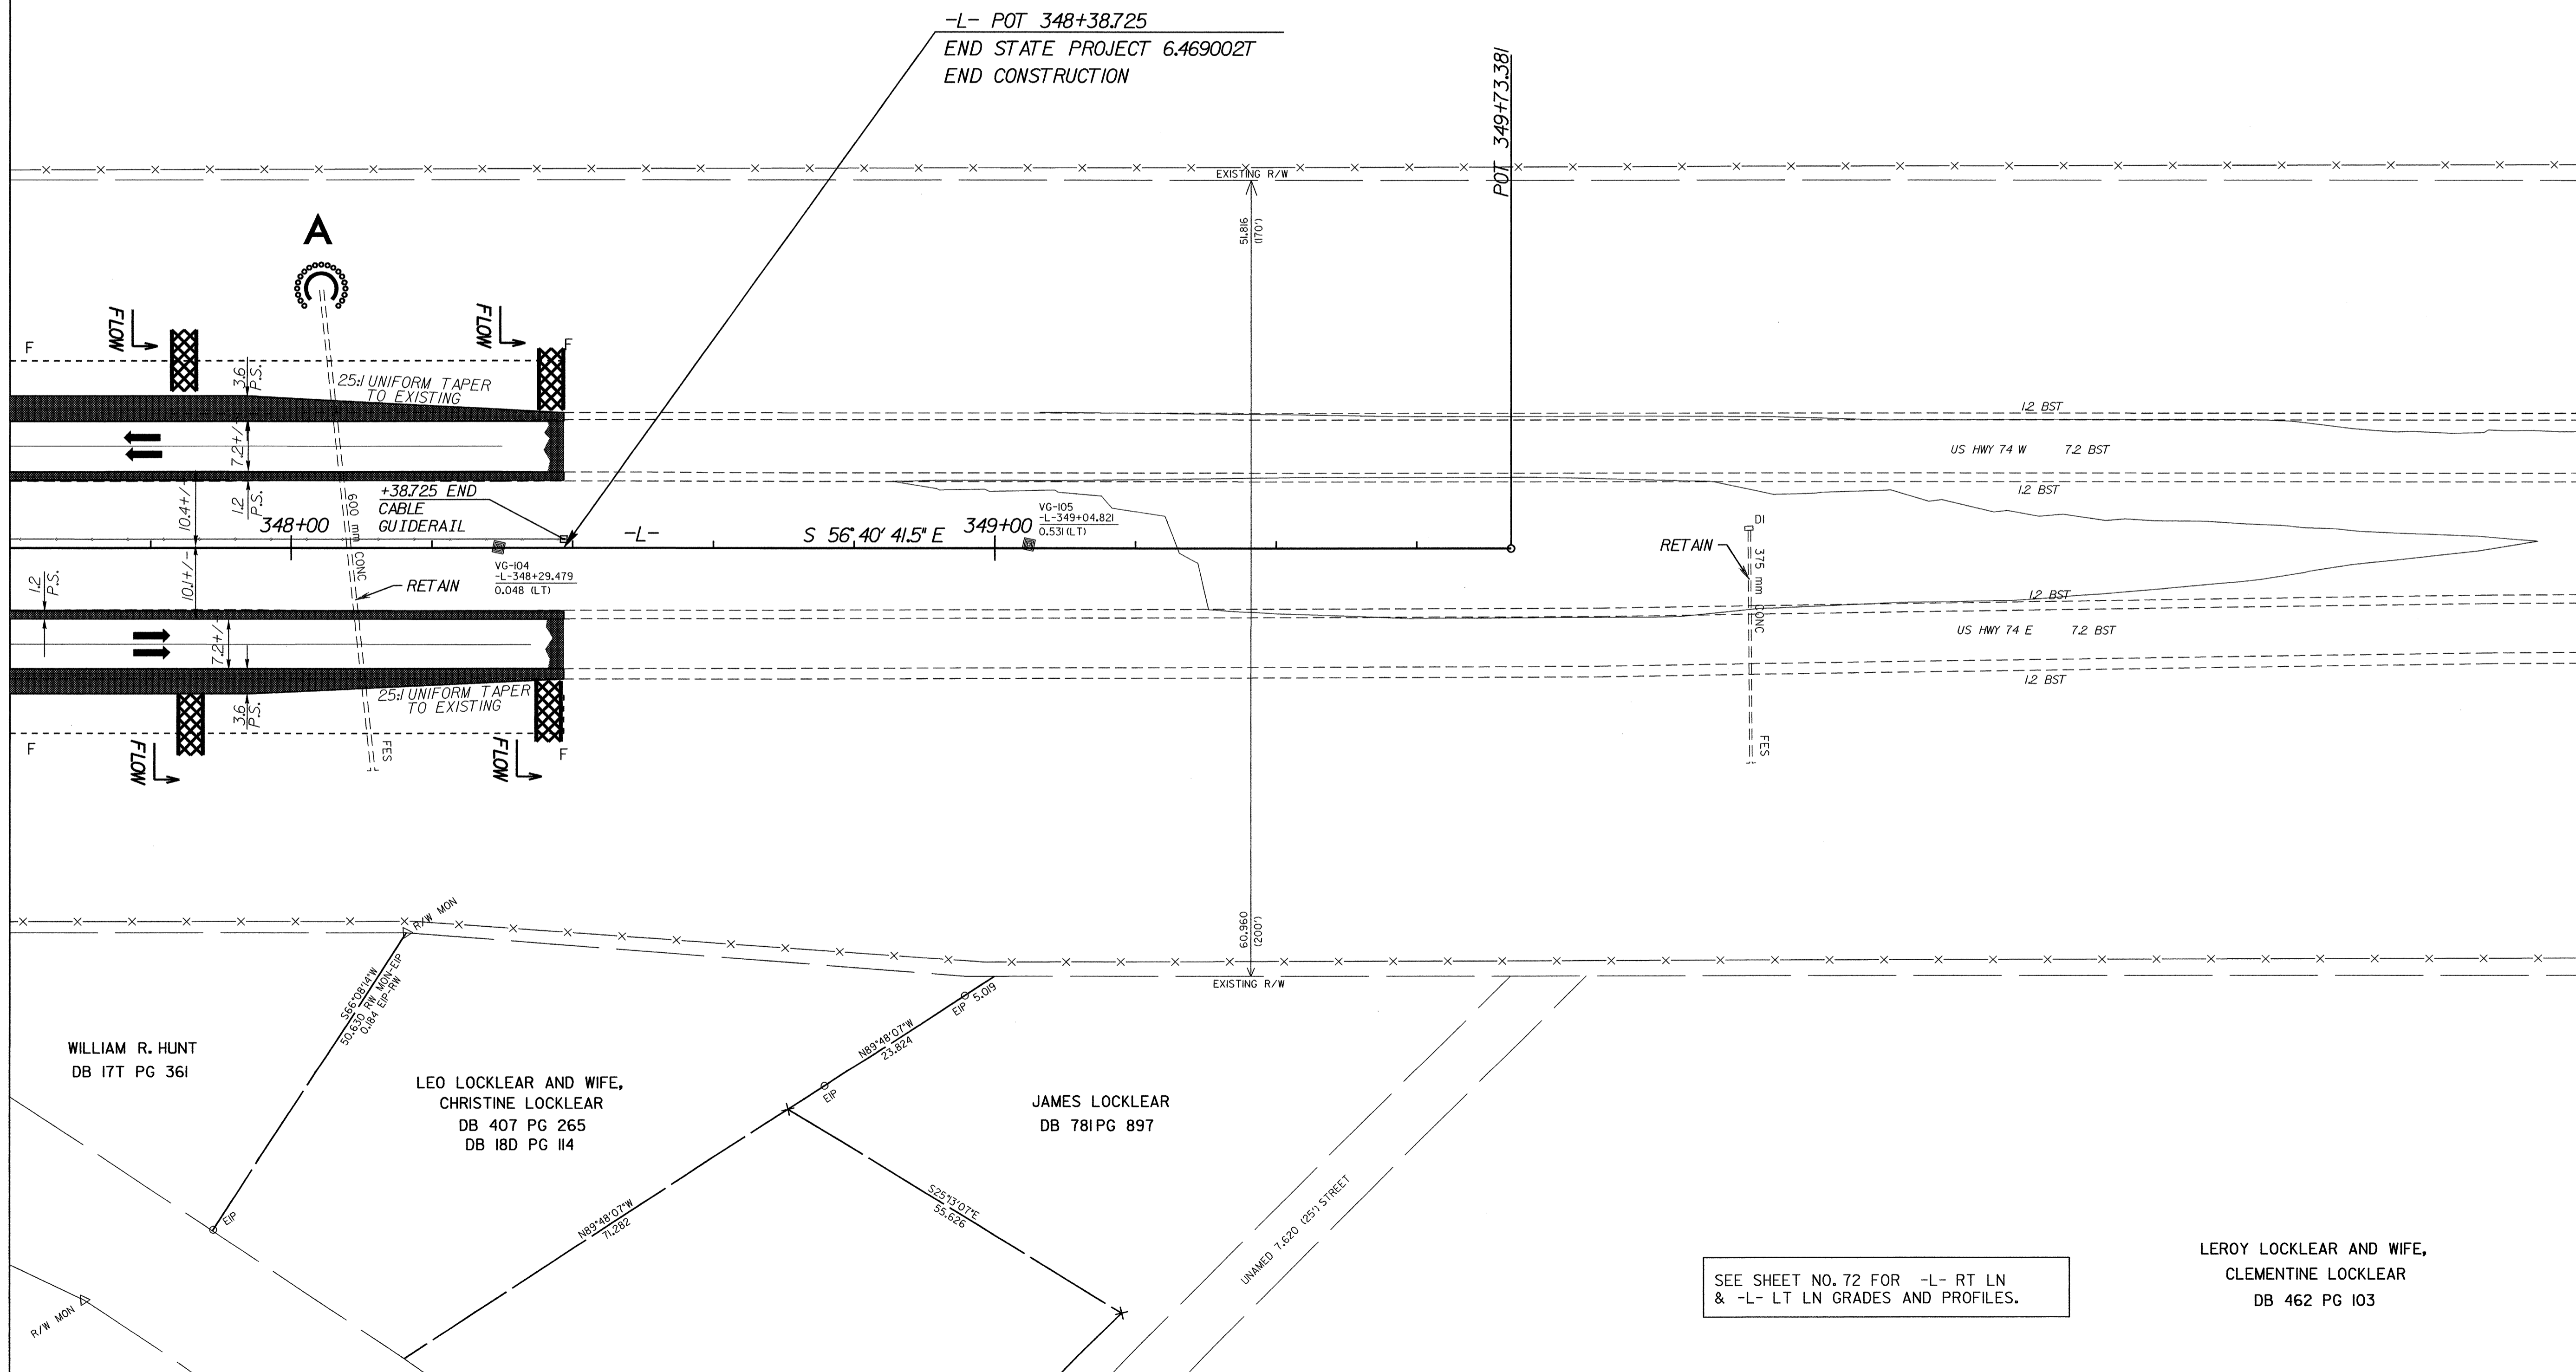 -L- POT 348+38.725
END STATE PROJECT 6.469002T
END CONSTRUCTION
POT 349+73.381
EXISTING R/W
51.816
(170')
A
FLOW
FLOW
F
F
3.6
P.S.
25:1 UNIFORM TAPER
TO EXISTING
7.2+/-
1.2
P.S.
10.4+/-
600 mm CONC
+38.725 END
CABLE
GUIDERAIL
348+00
-L-
S 56°40'41.5" E
349+00
VG-105
-L-349+04.821
0.531 (LT)
VG-104
-L-348+29.479
0.048 (LT)
RETAIN
1.2
P.S.
10.1+/-
7.2+/-
3.6
P.S.
25:1 UNIFORM TAPER
TO EXISTING
F
F
FLOW
FLOW
FES
1.2 BST
US HWY 74 W 7.2 BST
1.2 BST
DI
RETAIN
375 mm CONC
1.2 BST
US HWY 74 E 7.2 BST
1.2 BST
FES
60.960
(200')
EXISTING R/W
R/W MON
S66°08'14"W
50.630 RW MON-EIP
0.184 EIP-RW
EIP
EIP 5.019
N89°48'07"W
23.824
EIP
WILLIAM R. HUNT
DB 17T PG 361
LEO LOCKLEAR AND WIFE,
CHRISTINE LOCKLEAR
DB 407 PG 265
DB 18D PG 114
JAMES LOCKLEAR
DB 781 PG 897
N89°48'07"W
71.282
S25°13'07"E
55.626
UNAMED 7.620 (25') STREET
R/W MON
SEE SHEET NO. 72 FOR -L- RT LN
& -L- LT LN GRADES AND PROFILES.
LEROY LOCKLEAR AND WIFE,
CLEMENTINE LOCKLEAR
DB 462 PG 103